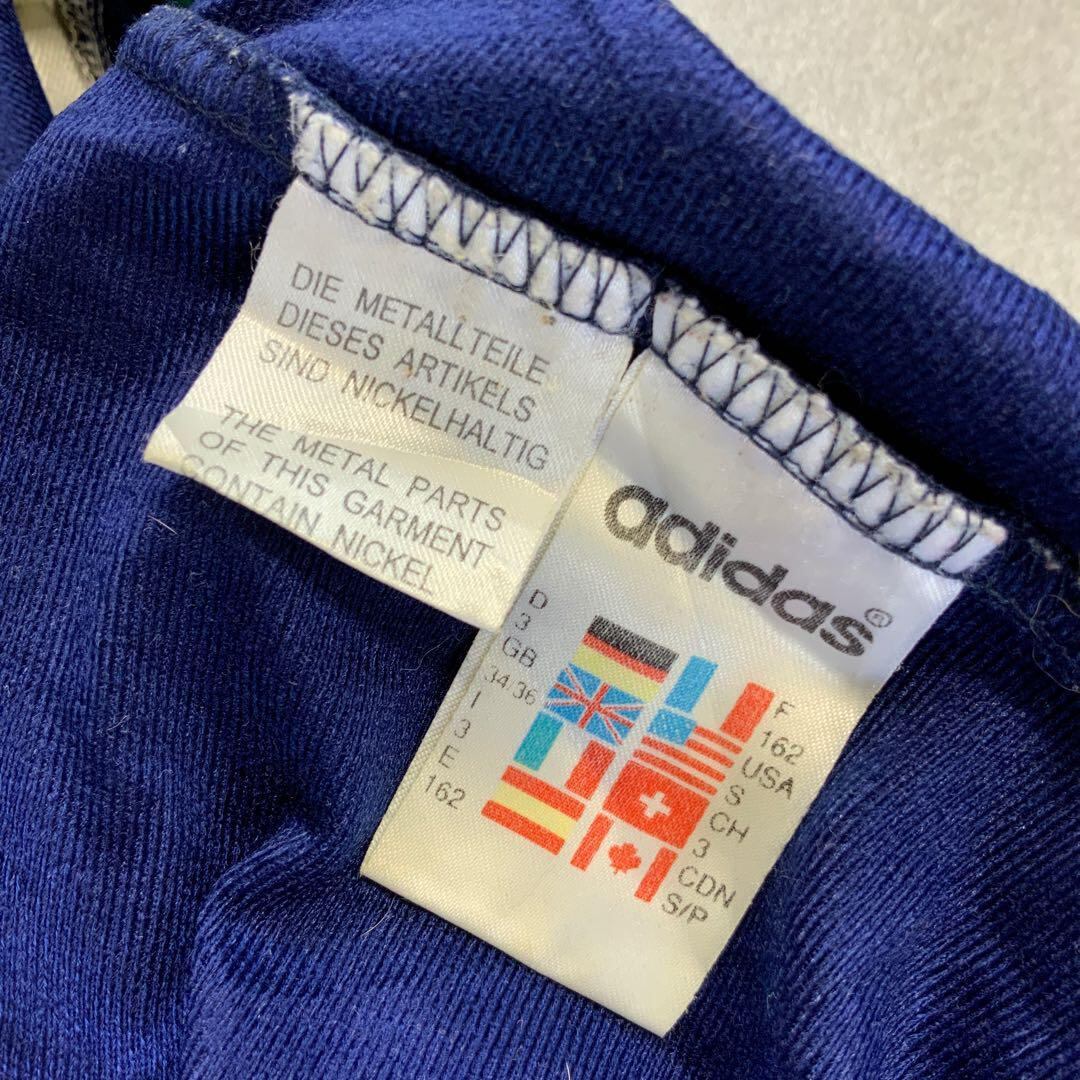 DIE METALLTEILE
DIESES ARTIKELS
SIND NICKELHALTIG
THE METAL PARTS
OF THIS GARMENT
CONTAIN NICKEL
adidas®
D
3
GB
34.36
I
3
E
162
F
162
USA
S
CH
3
CDN
S/P